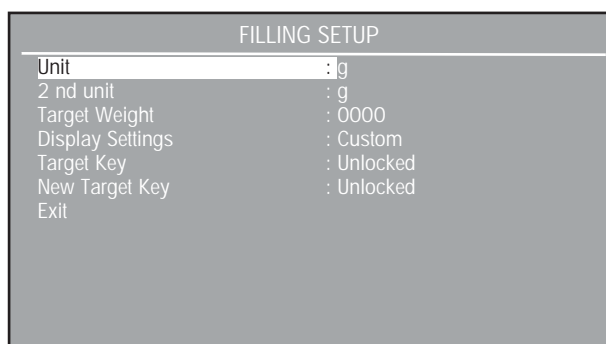 FILLING SETUP
Unit : g
2 nd unit : g
Target Weight : 0000
Display Settings : Custom
Target Key : Unlocked
New Target Key : Unlocked
Exit